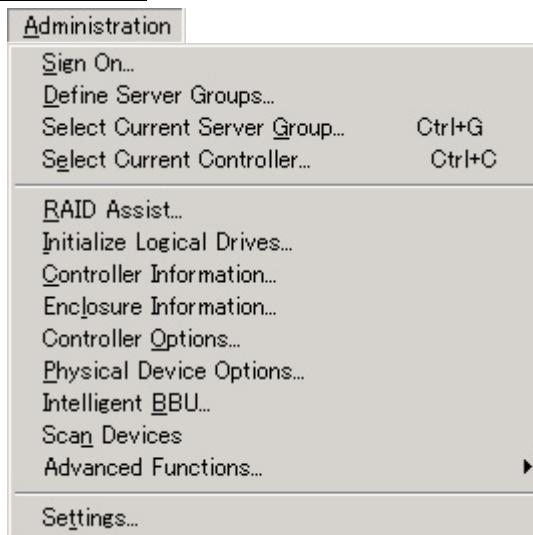 Administration
Sign On...
Define Server Groups...
Select Current Server Group... Ctrl+G
Select Current Controller... Ctrl+C
RAID Assist...
Initialize Logical Drives...
Controller Information...
Enclosure Information...
Controller Options...
Physical Device Options...
Intelligent BBU...
Scan Devices
Advanced Functions...
Settings...